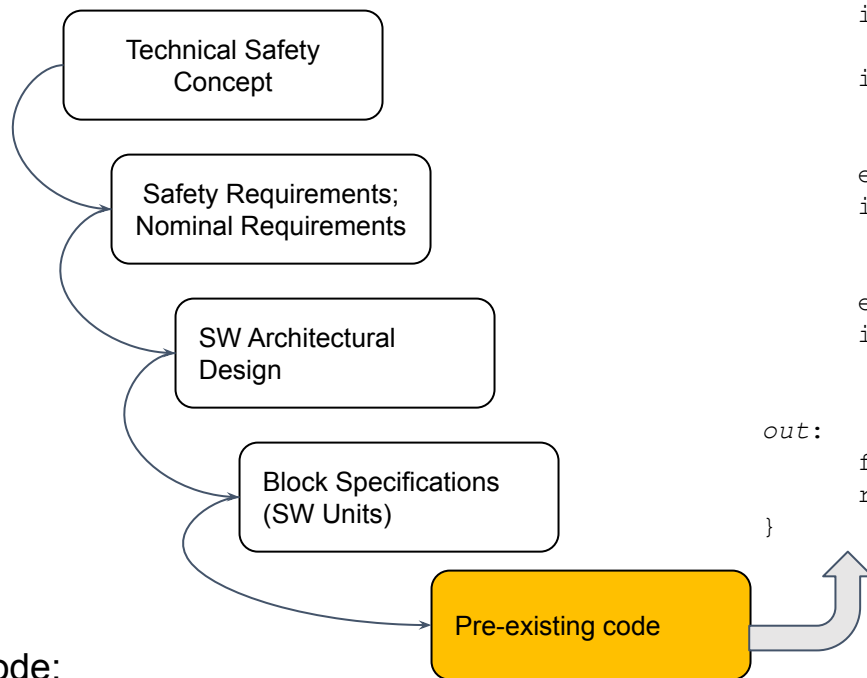 Technical Safety
Concept
Safety Requirements;
Nominal Requirements
SW Architectural
Design
Block Specifications
(SW Units)
Pre-existing code
out:
}